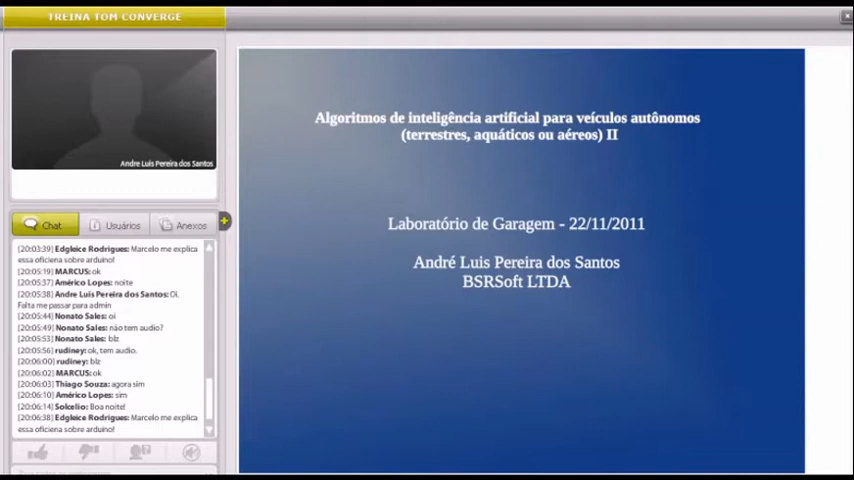 TREINA TOM CONVERGE
Andre Luis Pereira dos Santos
Chat
Usuários
Anexos
[20:03:39] Edgleice Rodrigues: Marcelo me explica
essa oficiena sobre arduino!
[20:05:19] MARCUS: ok
[20:05:37] Américo Lopes: noite
[20:05:38] Andre Luis Pereira dos Santos: Oi.
Falta me passar para admin
[20:05:44] Nonato Sales: oi
[20:05:49] Nonato Sales: não tem audio?
[20:05:53] Nonato Sales: blz
[20:05:56] rudiney: ok, tem audio.
[20:06:00] rudiney: blz
[20:06:02] MARCUS: ok
[20:06:03] Thiago Souza: agora sim
[20:06:10] Américo Lopes: sim
[20:06:14] Solcelio: Boa noite!
[20:06:38] Edgleice Rodrigues: Marcelo me explica
essa oficiena sobre arduino!
Algoritmos de inteligência artificial para veículos autônomos
(terrestres, aquáticos ou aéreos) II
Laboratório de Garagem - 22/11/2011
André Luis Pereira dos Santos
BSRSoft LTDA